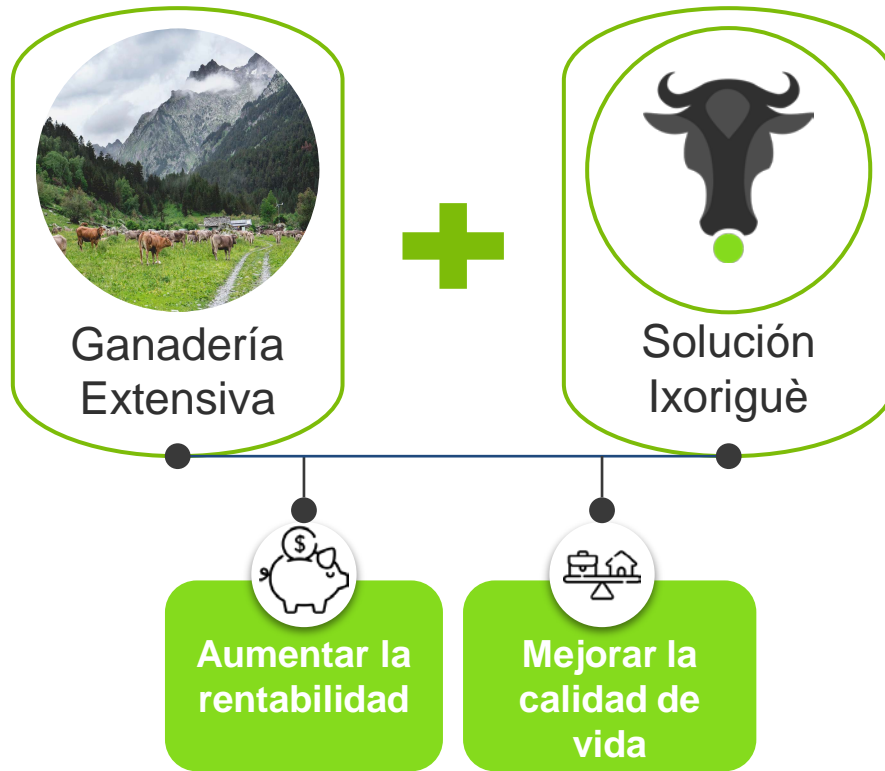 Ganadería
Extensiva
Solución
Ixoriguè
$
Aumentar la
rentabilidad
Mejorar la
calidad de
vida